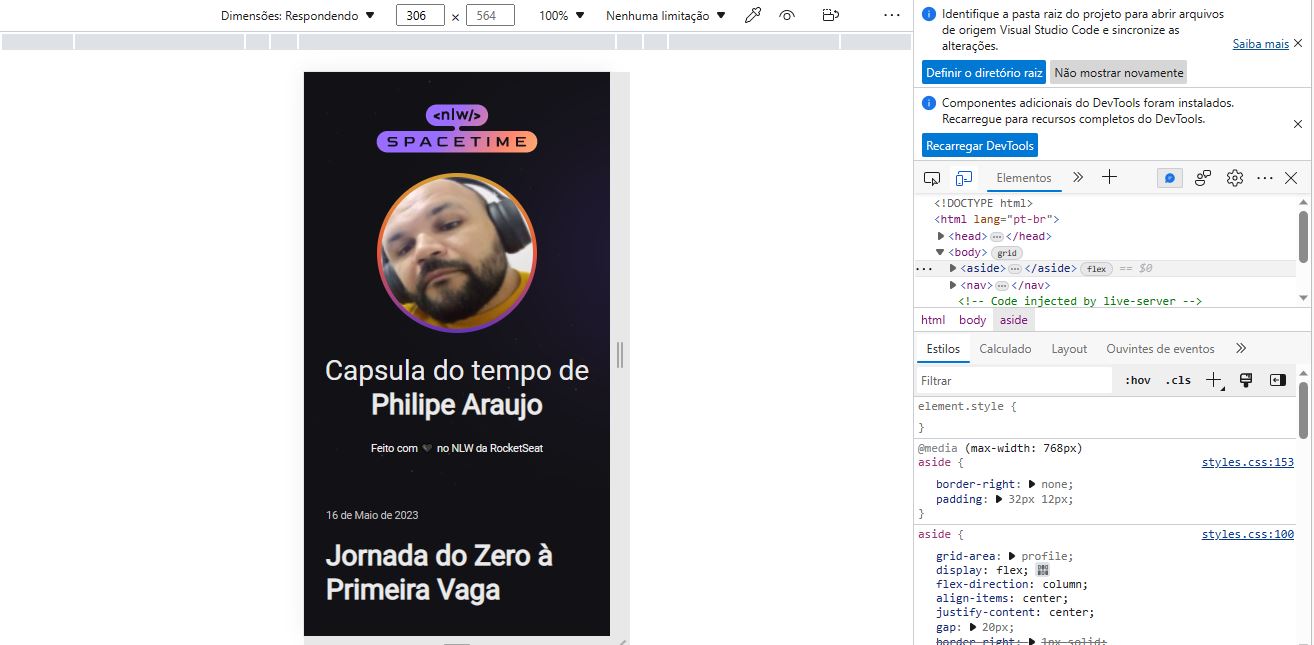 Dimensões: Respondendo ▼ 306 × 564 100% ▼ Nenhuma limitação ▼ ...
<nlw/>
SPACETIME
Capsula do tempo de
Philipe Araujo
Feito com 🖤 no NLW da RocketSeat
16 de Maio de 2023
Jornada do Zero à
Primeira Vaga
Identifique a pasta raiz do projeto para abrir arquivos
de origem Visual Studio Code e sincronize as
alterações.
Saiba mais
Definir o diretório raiz Não mostrar novamente
Componentes adicionais do DevTools foram instalados.
Recarregue para recursos completos do DevTools.
Recarregar DevTools
Elementos
<!DOCTYPE html>
<html lang="pt-br">
<head> ⋯ </head>
<body> grid
... <aside> ⋯ </aside> flex == $0
<nav> ⋯ </nav>
<!-- Code injected by live-server -->
html body aside
Estilos Calculado Layout Ouvintes de eventos
Filtrar :hov .cls
element.style {
}
@media (max-width: 768px)
aside { styles.css:153
border-right: ▶ none;
padding: ▶ 32px 12px;
}
aside { styles.css:100
grid-area: ▶ profile;
display: flex;
flex-direction: column;
align-items: center;
justify-content: center;
gap: ▶ 20px;
border-right: ▶ 1px solid;